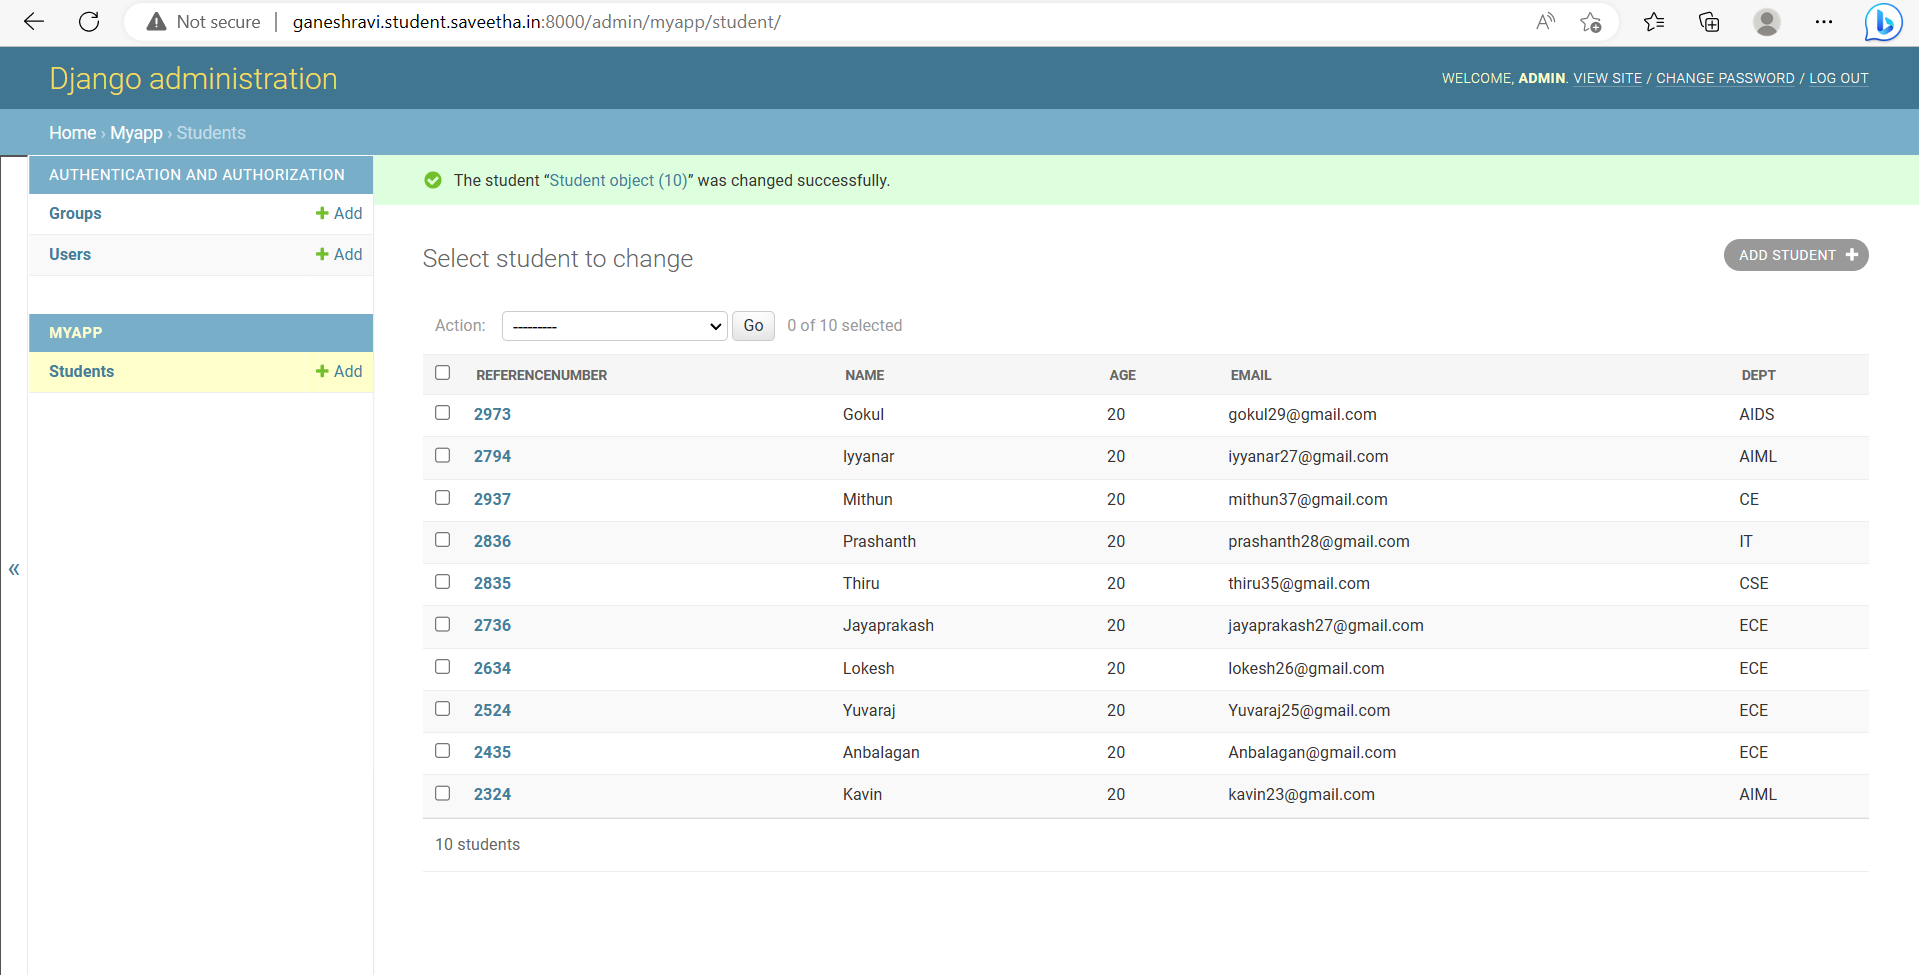 Not secure | ganeshravi.student.saveetha.in:8000/admin/myapp/student/
Django administration
WELCOME, ADMIN. VIEW SITE / CHANGE PASSWORD / LOG OUT
Home › Myapp › Students
AUTHENTICATION AND AUTHORIZATION
Groups + Add
Users + Add
MYAPP
Students + Add
«
The student “Student object (10)” was changed successfully.
Select student to change
ADD STUDENT +
Action: --------- Go 0 of 10 selected
REFERENCENUMBER NAME AGE EMAIL DEPT
2973 Gokul 20 gokul29@gmail.com AIDS
2794 Iyyanar 20 iyyanar27@gmail.com AIML
2937 Mithun 20 mithun37@gmail.com CE
2836 Prashanth 20 prashanth28@gmail.com IT
2835 Thiru 20 thiru35@gmail.com CSE
2736 Jayaprakash 20 jayaprakash27@gmail.com ECE
2634 Lokesh 20 lokesh26@gmail.com ECE
2524 Yuvaraj 20 Yuvaraj25@gmail.com ECE
2435 Anbalagan 20 Anbalagan@gmail.com ECE
2324 Kavin 20 kavin23@gmail.com AIML
10 students